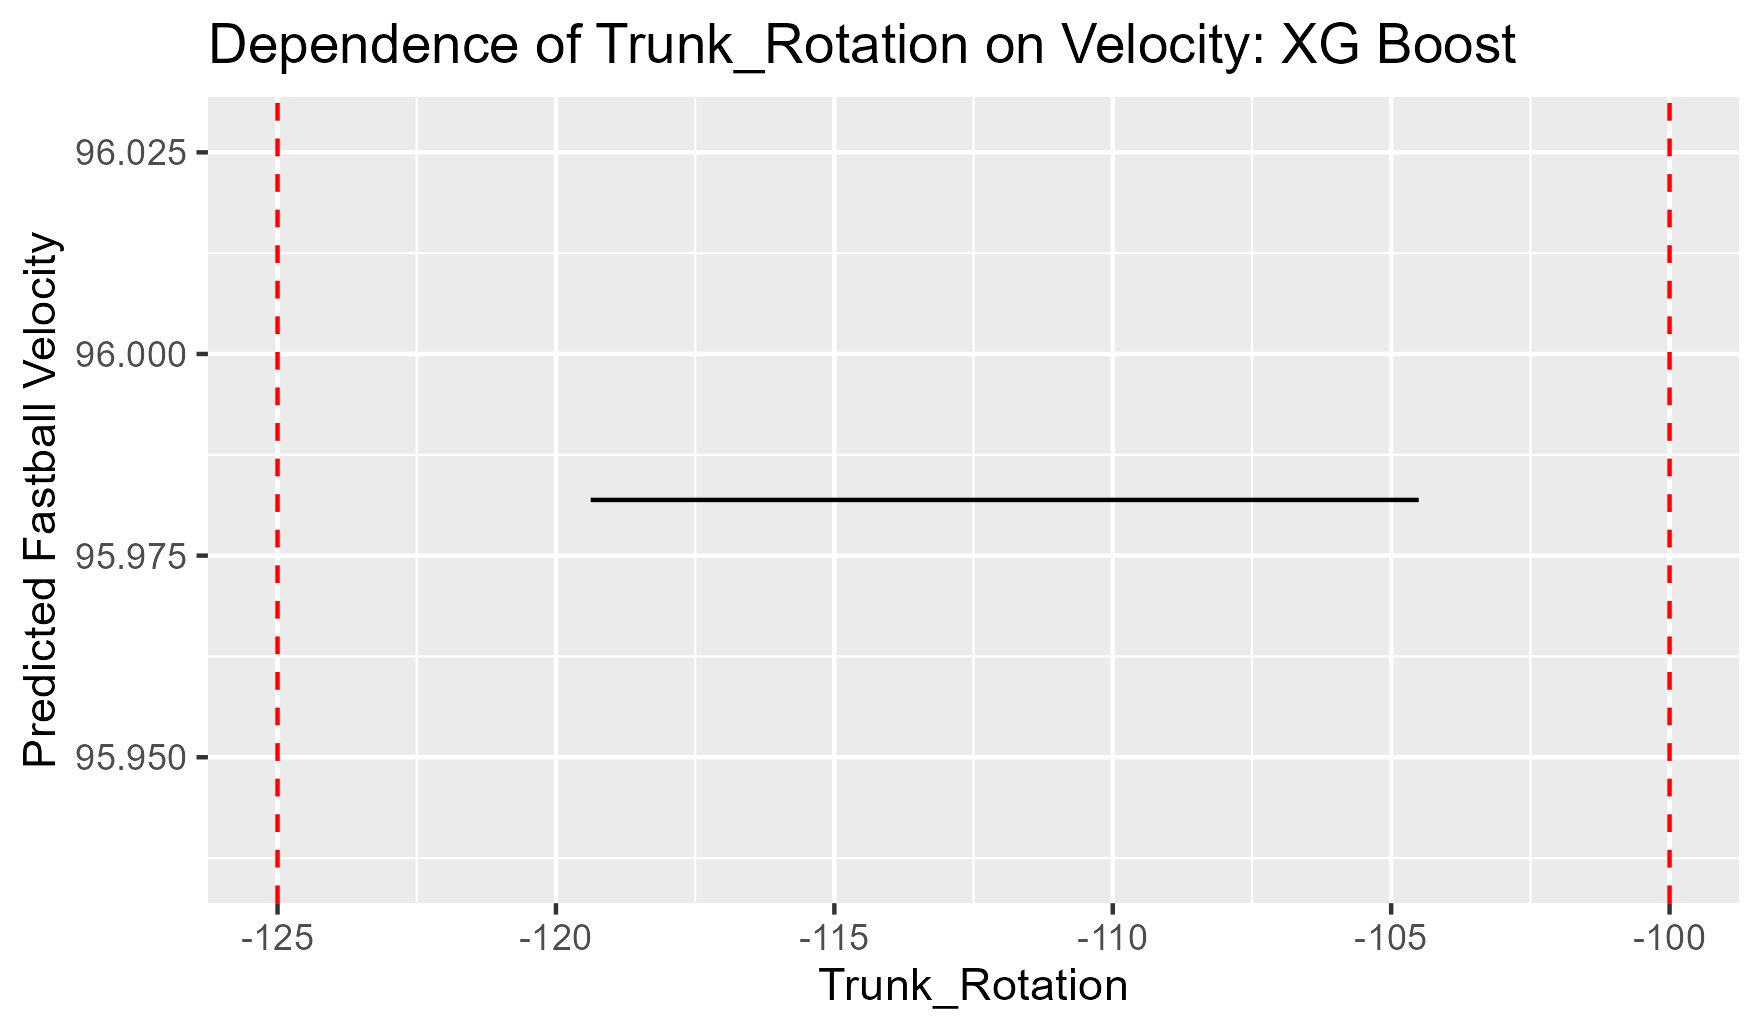 Dependence of Trunk_Rotation on Velocity: XG Boost
Predicted Fastball Velocity
96.025
96.000
95.975
95.950
-125 -120 -115 -110 -105 -100
Trunk_Rotation